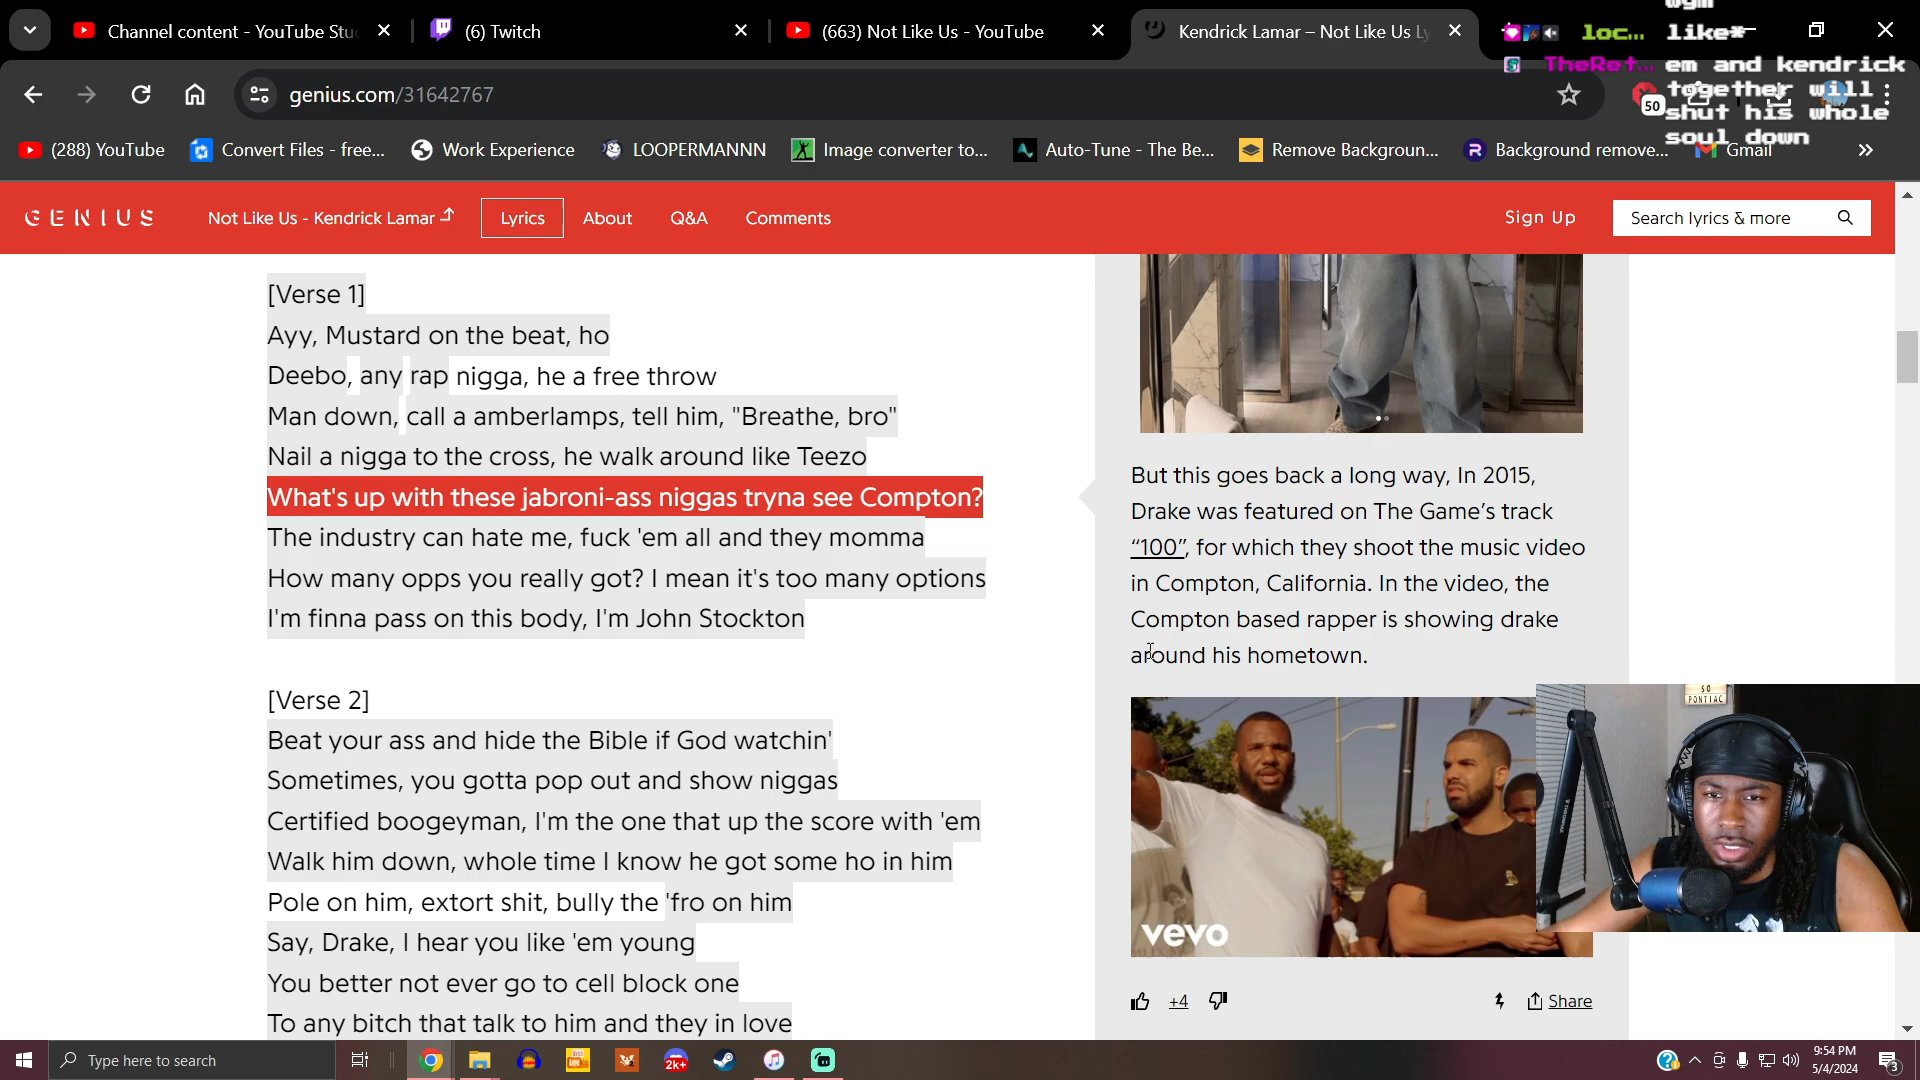 Channel content - YouTube Stu
(6) Twitch
(663) Not Like Us - YouTube
Kendrick Lamar – Not Like Us Ly
wgm
loc... like*
TheRet... em and kendrick
together will
shut his whole
soul down
genius.com/31642767
50
(288) YouTube
Convert Files - free...
Work Experience
LOOPERMANNN
Image converter to...
Auto-Tune - The Be...
Remove Backgroun...
Background remove...
Gmail
GENIUS
Not Like Us - Kendrick Lamar
Lyrics
About
Q&A
Comments
Sign Up
Search lyrics & more
[Verse 1]
Ayy, Mustard on the beat, ho
Deebo, any rap nigga, he a free throw
Man down, call a amberlamps, tell him, "Breathe, bro"
Nail a nigga to the cross, he walk around like Teezo
What's up with these jabroni-ass niggas tryna see Compton?
The industry can hate me, fuck 'em all and they momma
How many opps you really got? I mean it's too many options
I'm finna pass on this body, I'm John Stockton
[Verse 2]
Beat your ass and hide the Bible if God watchin'
Sometimes, you gotta pop out and show niggas
Certified boogeyman, I'm the one that up the score with 'em
Walk him down, whole time I know he got some ho in him
Pole on him, extort shit, bully the 'fro on him
Say, Drake, I hear you like 'em young
You better not ever go to cell block one
To any bitch that talk to him and they in love
But this goes back a long way, In 2015,
Drake was featured on The Game's track
“100”, for which they shoot the music video
in Compton, California. In the video, the
Compton based rapper is showing drake
around his hometown.
vevo
SO
PONTIAC
+4
Share
Type here to search
2k+
9:54 PM
5/4/2024
3